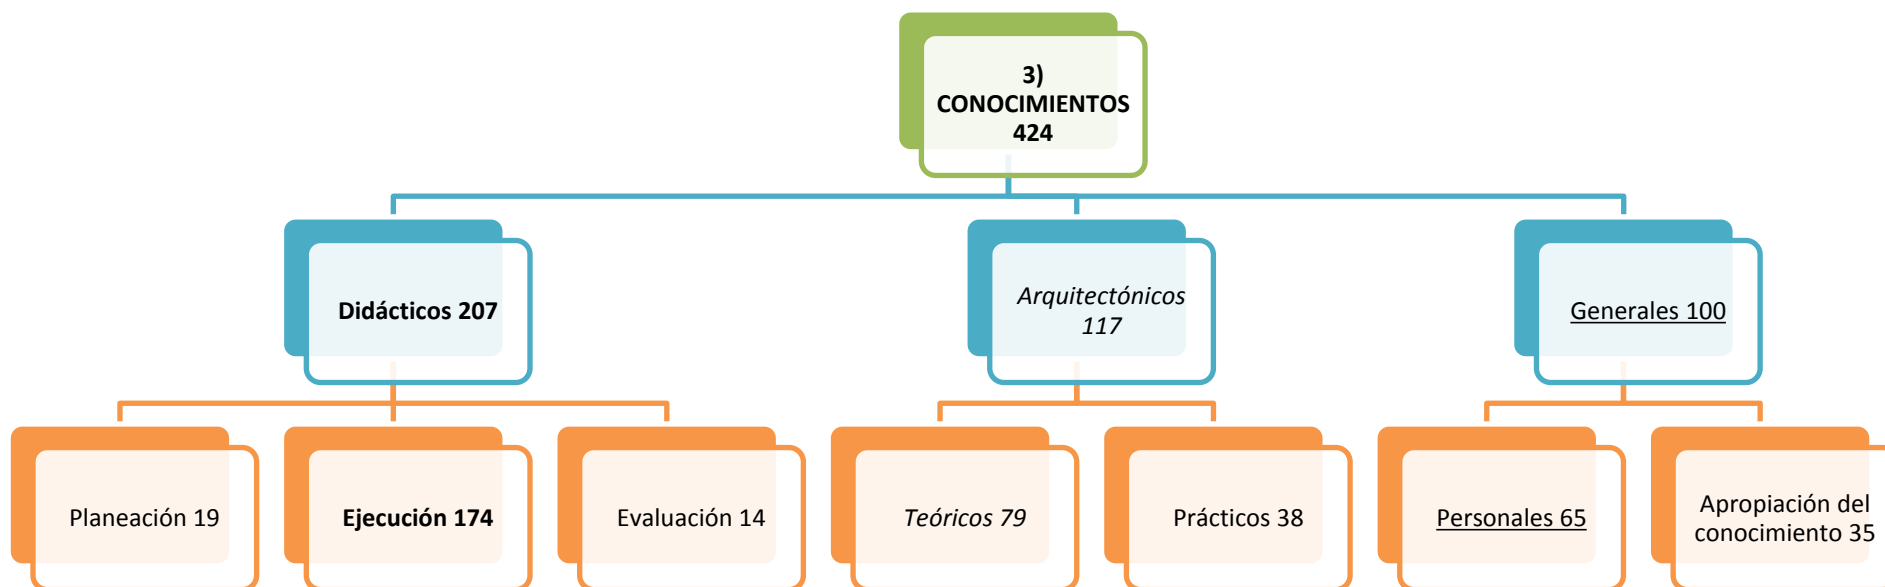 3)
CONOCIMIENTOS
424
Didácticos 207
Arquitectónicos
117
Generales 100
Planeación 19
Ejecución 174
Evaluación 14
Teóricos 79
Prácticos 38
Personales 65
Apropiación del
conocimiento 35